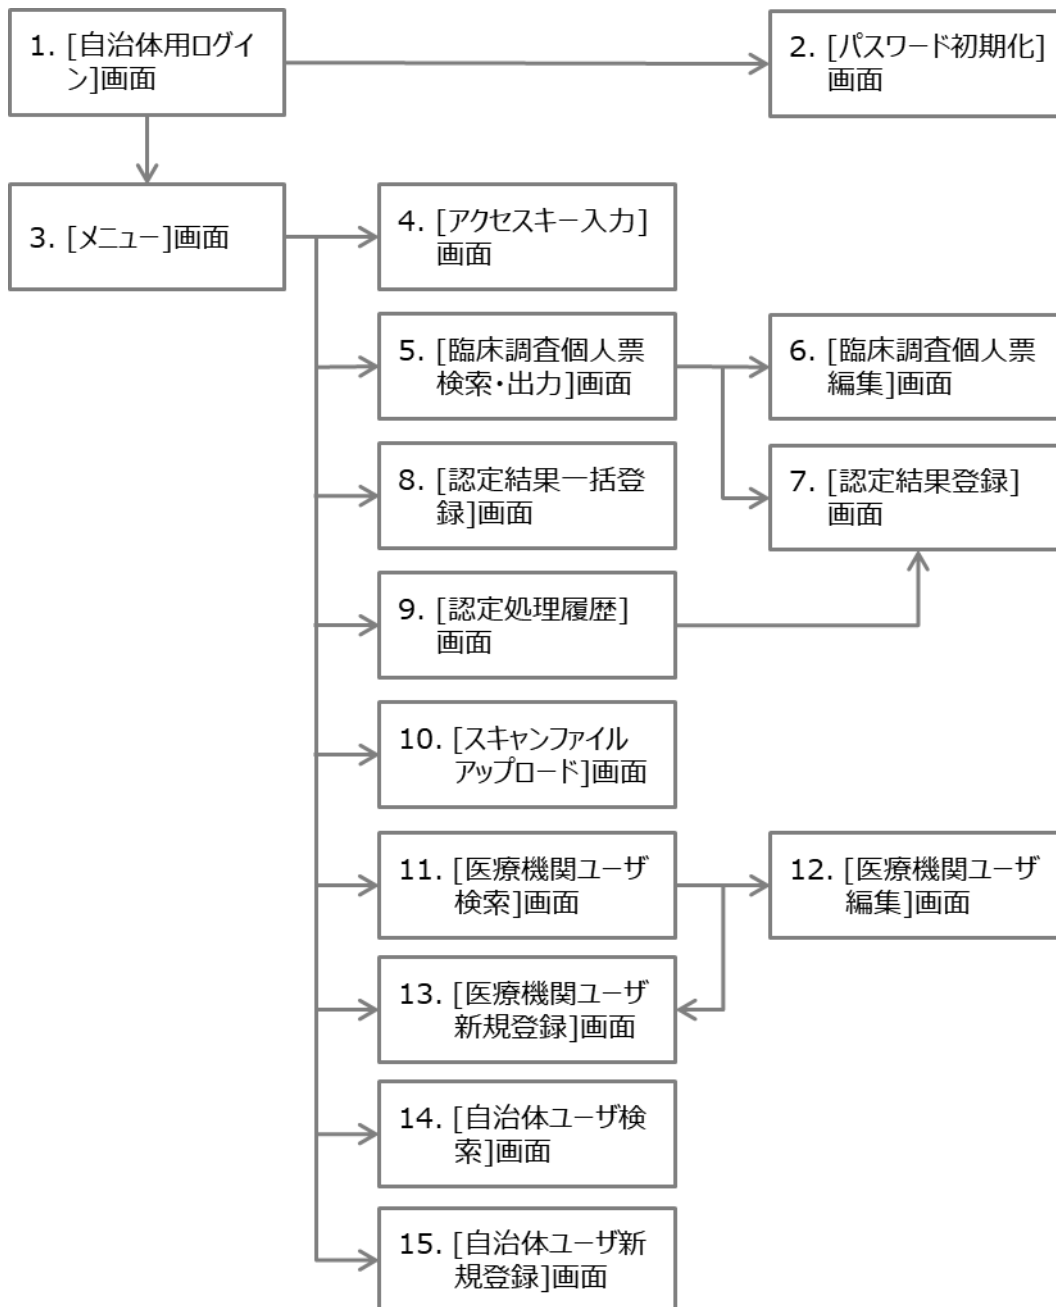 1. [自治体用ログイ
ン]画面
2. [パスワード初期化]
画面
3. [メニュー]画面
4. [アクセスキー入力]
画面
5. [臨床調査個人票
検索・出力]画面
6. [臨床調査個人票
編集]画面
8. [認定結果一括登
録]画面
7. [認定結果登録]
画面
9. [認定処理履歴]
画面
10. [スキャンファイル
アップロード]画面
11. [医療機関ユーザ
検索]画面
12. [医療機関ユーザ
編集]画面
13. [医療機関ユーザ
新規登録]画面
14. [自治体ユーザ検
索]画面
15. [自治体ユーザ新
規登録]画面